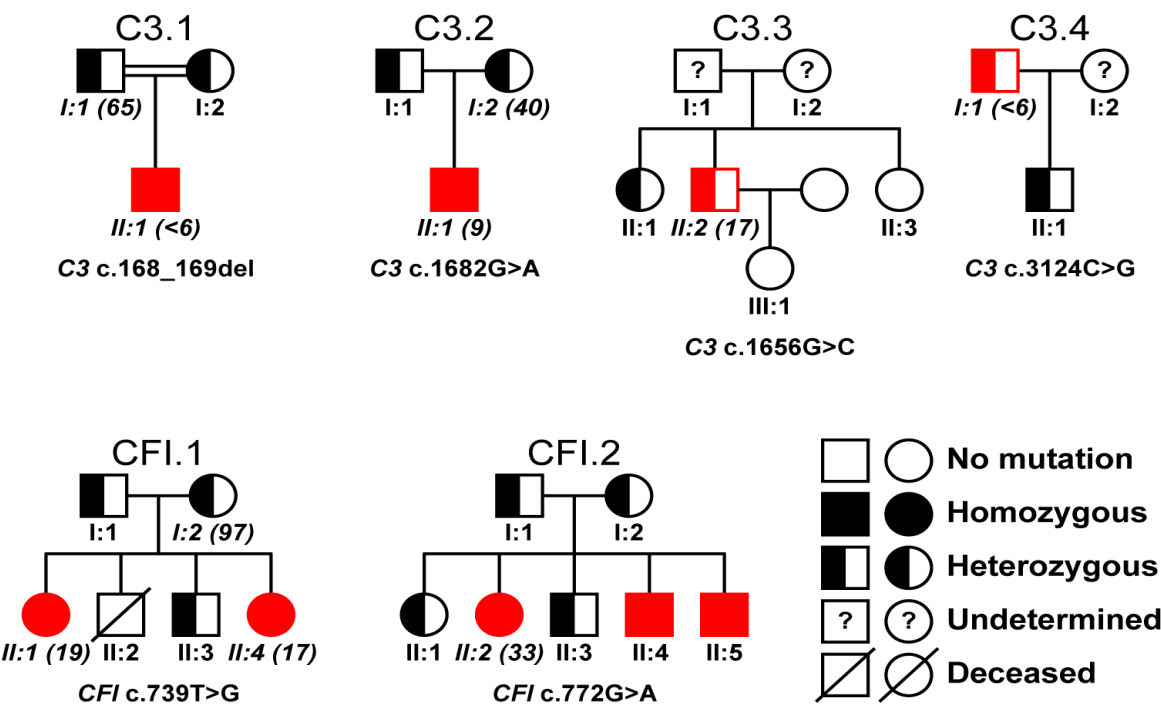 C3.1 C3.2 C3.3 C3.4
? ? ?
I:1 (65) I:2 I:1 I:2 (40) I:1 I:2 I:1 (<6) I:2
II:1 (<6) II:1 (9) II:1 II:2 (17) II:3 II:1
C3 c.168_169del C3 c.1682G>A C3 c.3124C>G
III:1
C3 c.1656G>C
CFI.1 CFI.2
No mutation
I:1 I:2 (97) I:1 I:2
Homozygous
Heterozygous
? ? Undetermined
II:1 (19) II:2 II:3 II:4 (17) II:1 II:2 (33) II:3 II:4 II:5
Deceased
CFI c.739T>G CFI c.772G>A